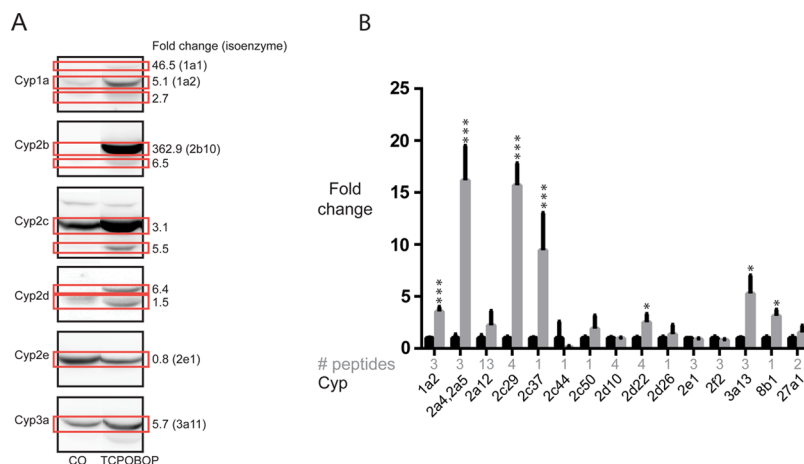 A
Fold change (isoenzyme)
Cyp1a
46.5 (1a1)
5.1 (1a2)
2.7
Cyp2b
362.9 (2b10)
6.5
Cyp2c
3.1
5.5
Cyp2d
6.4
1.5
Cyp2e
0.8 (2e1)
Cyp3a
5.7 (3a11)
CO TCPOBOP
B
Fold
change
25
20
15
10
5
0
***
***
***
***
*
*
*
# peptides 3 3 13 4 1 1 1 4 4 1 3 3 3 1 2
Cyp 1a2 2a4,2a5 2a12 2c29 2c37 2c44 2c50 2d10 2d22 2d26 2e1 2f2 3a13 8b1 27a1